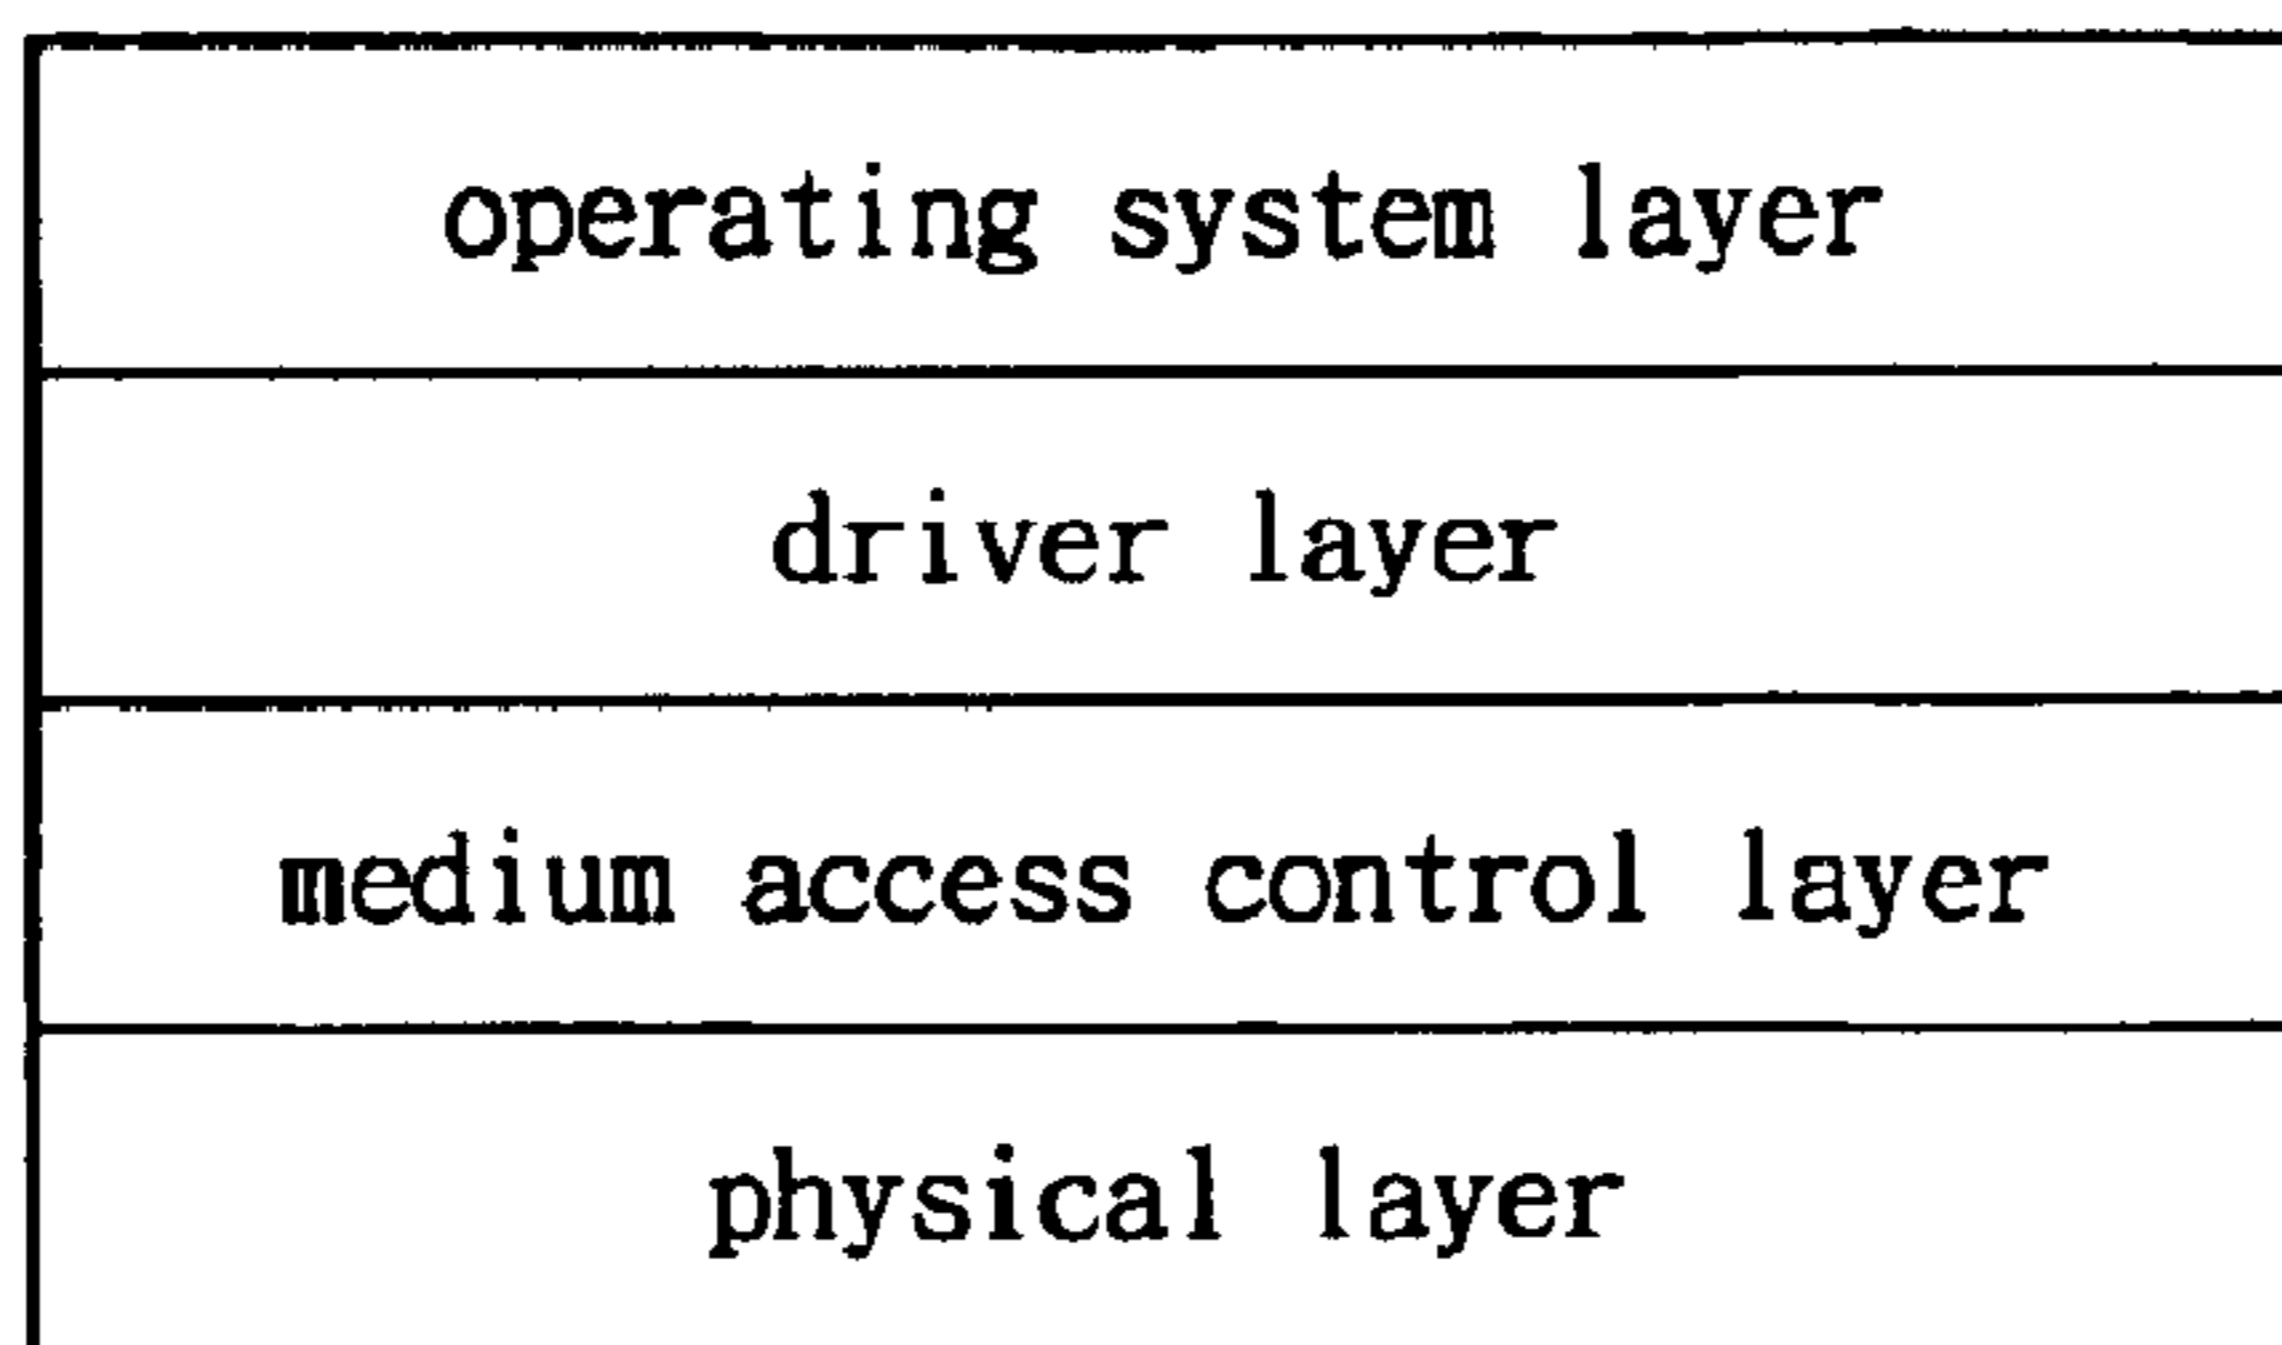 operating system layer
driver layer
medium access control layer
physical layer